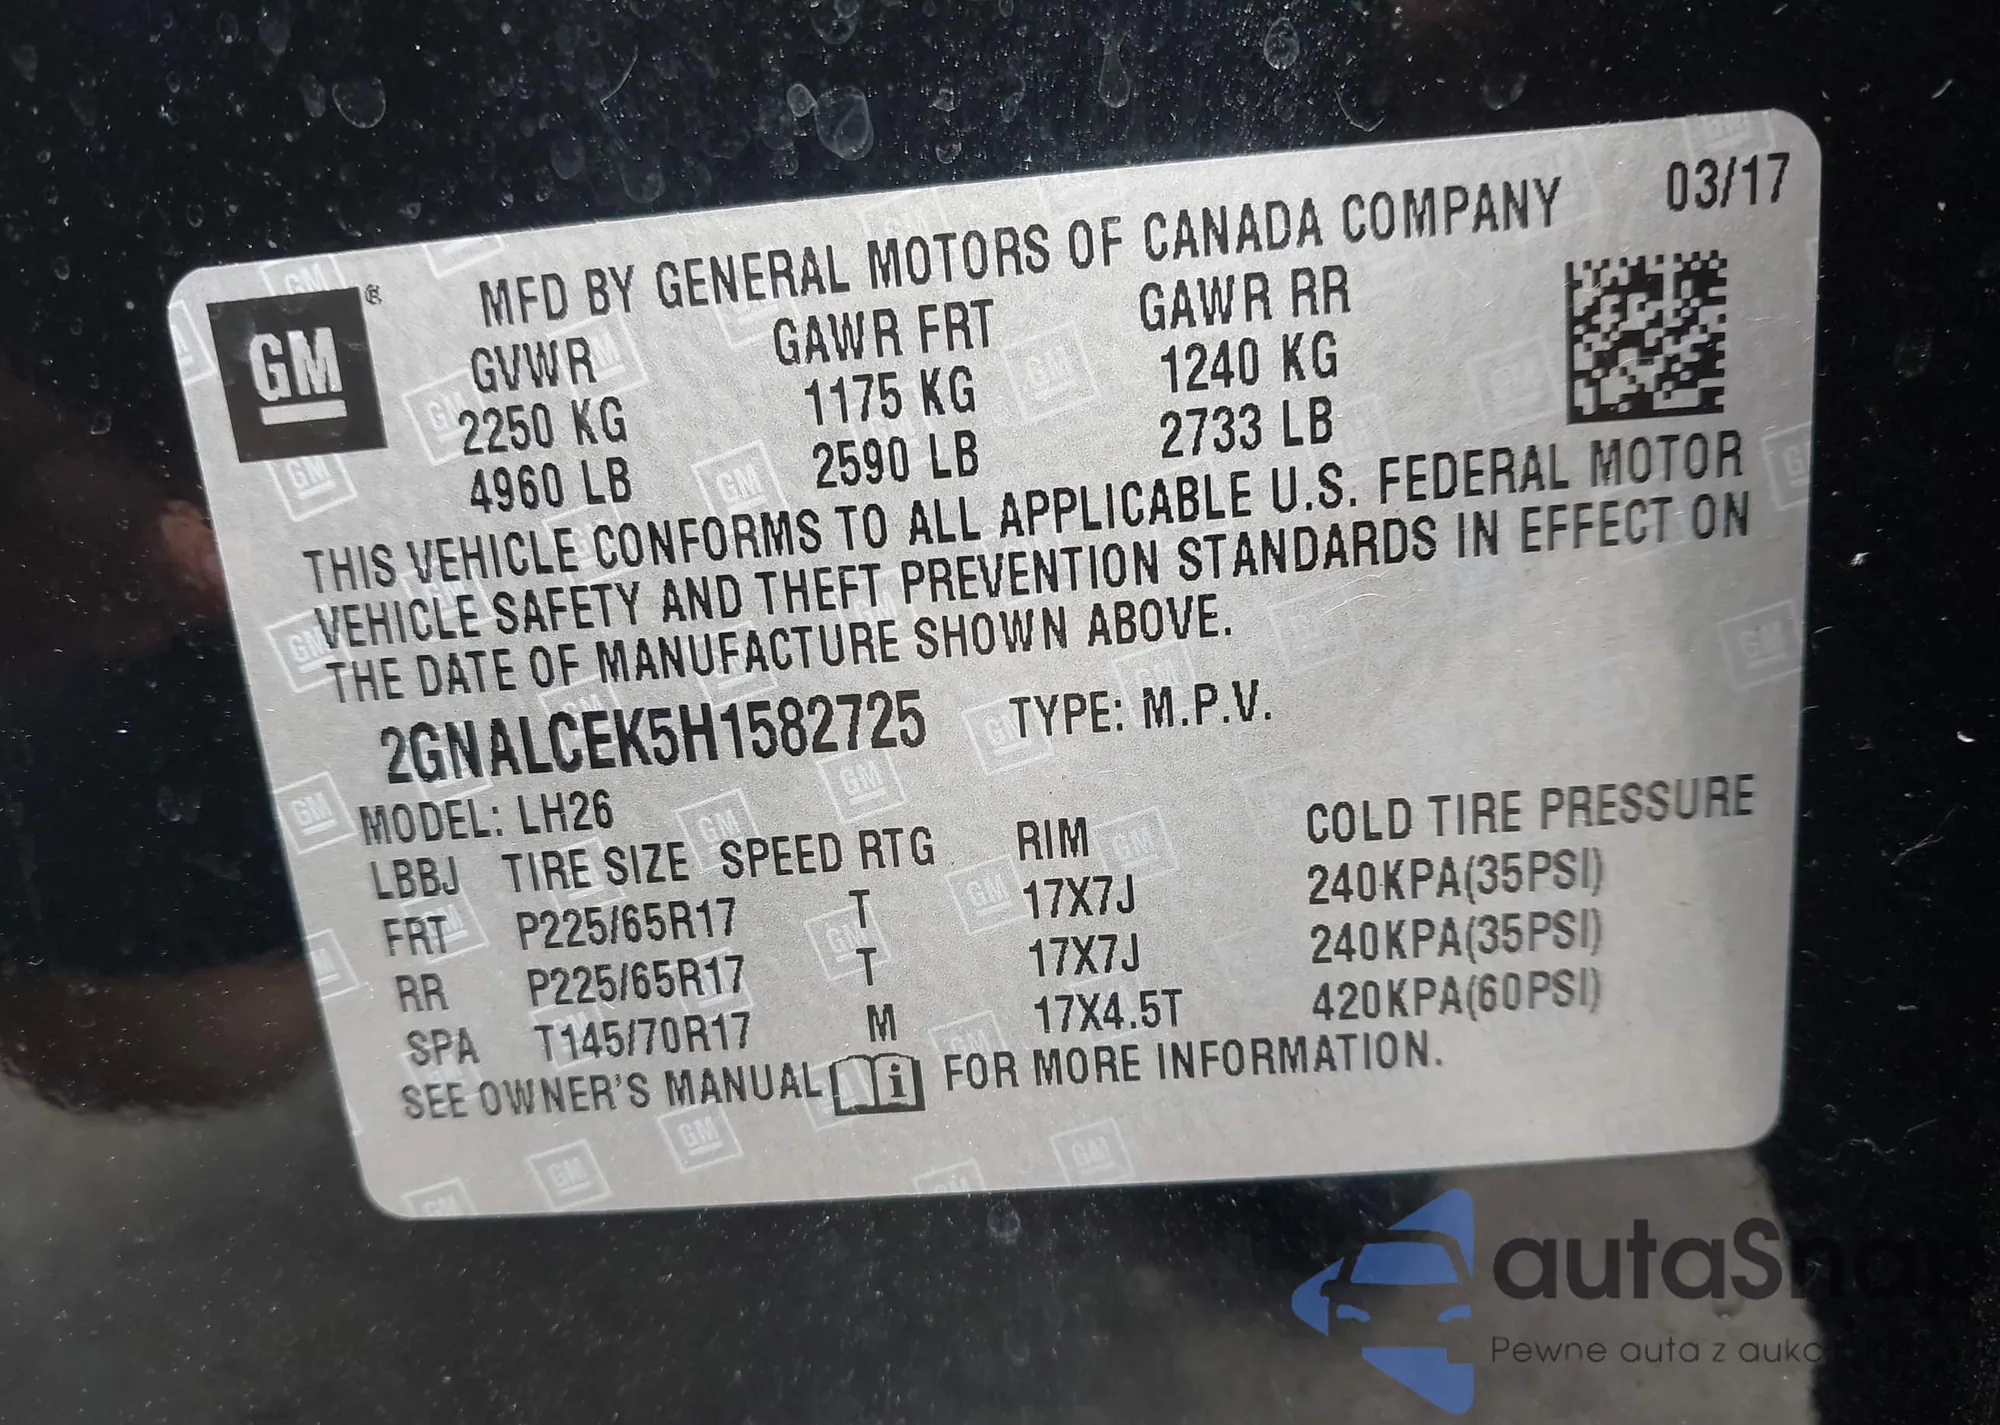 03/17
MFD BY GENERAL MOTORS OF CANADA COMPANY
GM
GVWR GAWR FRT GAWR RR
2250 KG 1175 KG 1240 KG
4960 LB 2590 LB 2733 LB
THIS VEHICLE CONFORMS TO ALL APPLICABLE U.S. FEDERAL MOTOR
VEHICLE SAFETY AND THEFT PREVENTION STANDARDS IN EFFECT ON
THE DATE OF MANUFACTURE SHOWN ABOVE.
2GNALCEK5H1582725 TYPE: M.P.V.
MODEL: LH26
LBBJ TIRE SIZE SPEED RTG RIM COLD TIRE PRESSURE
FRT P225/65R17 T 17X7J 240KPA(35PSI)
RR P225/65R17 T 17X7J 240KPA(35PSI)
SPA T145/70R17 M 17X4.5T 420KPA(60PSI)
SEE OWNER'S MANUAL i FOR MORE INFORMATION.
autaSnap
Pewne auta z